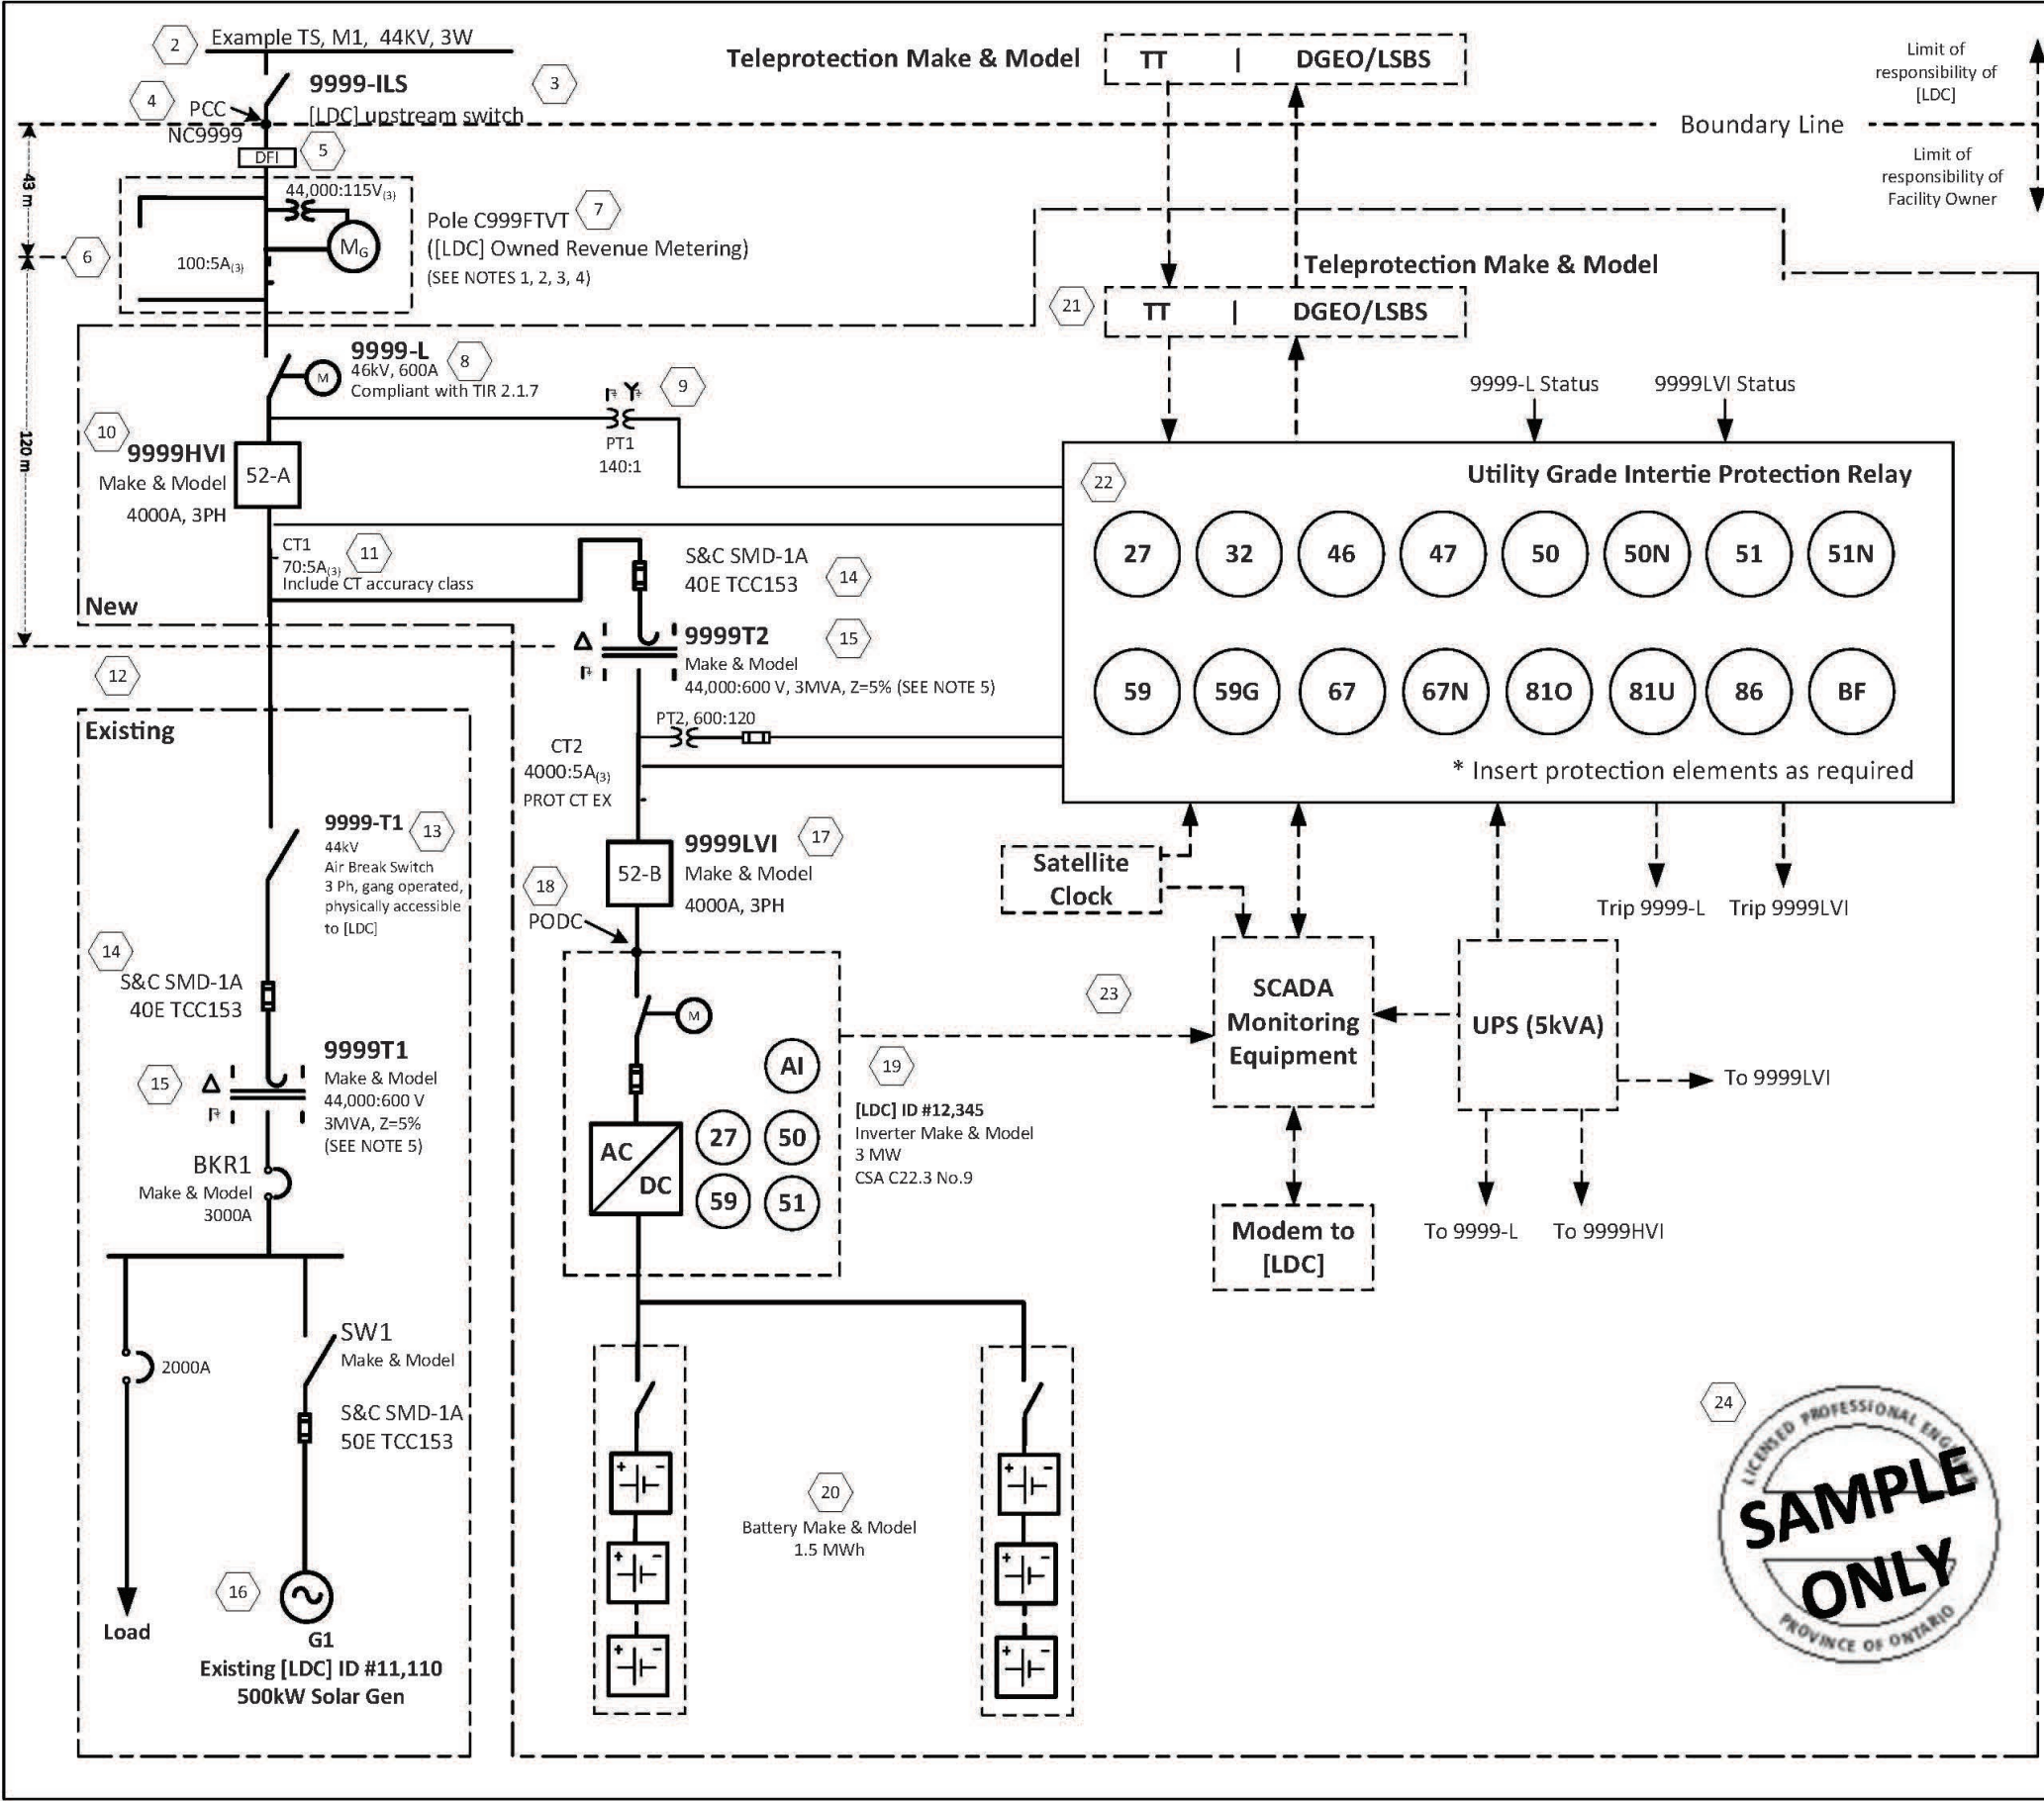 2
Example TS, M1, 44KV, 3W
9999-ILS
3
[LDC] upstream switch
4
PCC
NC9999
DFI
5
Teleprotection Make & Model
TT | DGEO/LSBS
Limit of
responsibility of
[LDC]
Boundary Line
Limit of
responsibility of
Facility Owner
43 m
44,000:115V(3)
MG
100:5A(3)
6
Pole C999FTVT
7
([LDC] Owned Revenue Metering)
(SEE NOTES 1, 2, 3, 4)
Teleprotection Make & Model
21
TT | DGEO/LSBS
120 m
9999-L
8
46kV, 600A
Compliant with TIR 2.1.7
M
9
PT1
140:1
10
9999HVI
Make & Model
4000A, 3PH
52-A
CT1
70:5A(3)
11
Include CT accuracy class
New
S&C SMD-1A
40E TCC153
14
9999T2
15
Make & Model
44,000:600 V, 3MVA, Z=5% (SEE NOTE 5)
PT2, 600:120
CT2
4000:5A(3)
PROT CT EX
9999-L Status
9999LVI Status
22
Utility Grade Intertie Protection Relay
27 32 46 47 50 50N 51 51N
59 59G 67 67N 81O 81U 86 BF
* Insert protection elements as required
12
Existing
9999-T1
13
44kV
Air Break Switch
3 Ph, gang operated,
physically accessible
to [LDC]
14
S&C SMD-1A
40E TCC153
15
9999T1
Make & Model
44,000:600 V
3MVA, Z=5%
(SEE NOTE 5)
BKR1
Make & Model
3000A
2000A
SW1
Make & Model
S&C SMD-1A
50E TCC153
Load
16
G1
Existing [LDC] ID #11,110
500kW Solar Gen
52-B
9999LVI
17
Make & Model
4000A, 3PH
18
PODC
M
AI
27 50
59 51
AC
DC
19
[LDC] ID #12,345
Inverter Make & Model
3 MW
CSA C22.3 No.9
+ -
+ -
+ -
20
Battery Make & Model
1.5 MWh
+ -
+ -
+ -
Satellite
Clock
23
SCADA
Monitoring
Equipment
UPS (5kVA)
Trip 9999-L
Trip 9999LVI
To 9999LVI
To 9999-L
To 9999HVI
Modem to
[LDC]
24
LICENSED PROFESSIONAL ENGINEER
SAMPLE
ONLY
PROVINCE OF ONTARIO